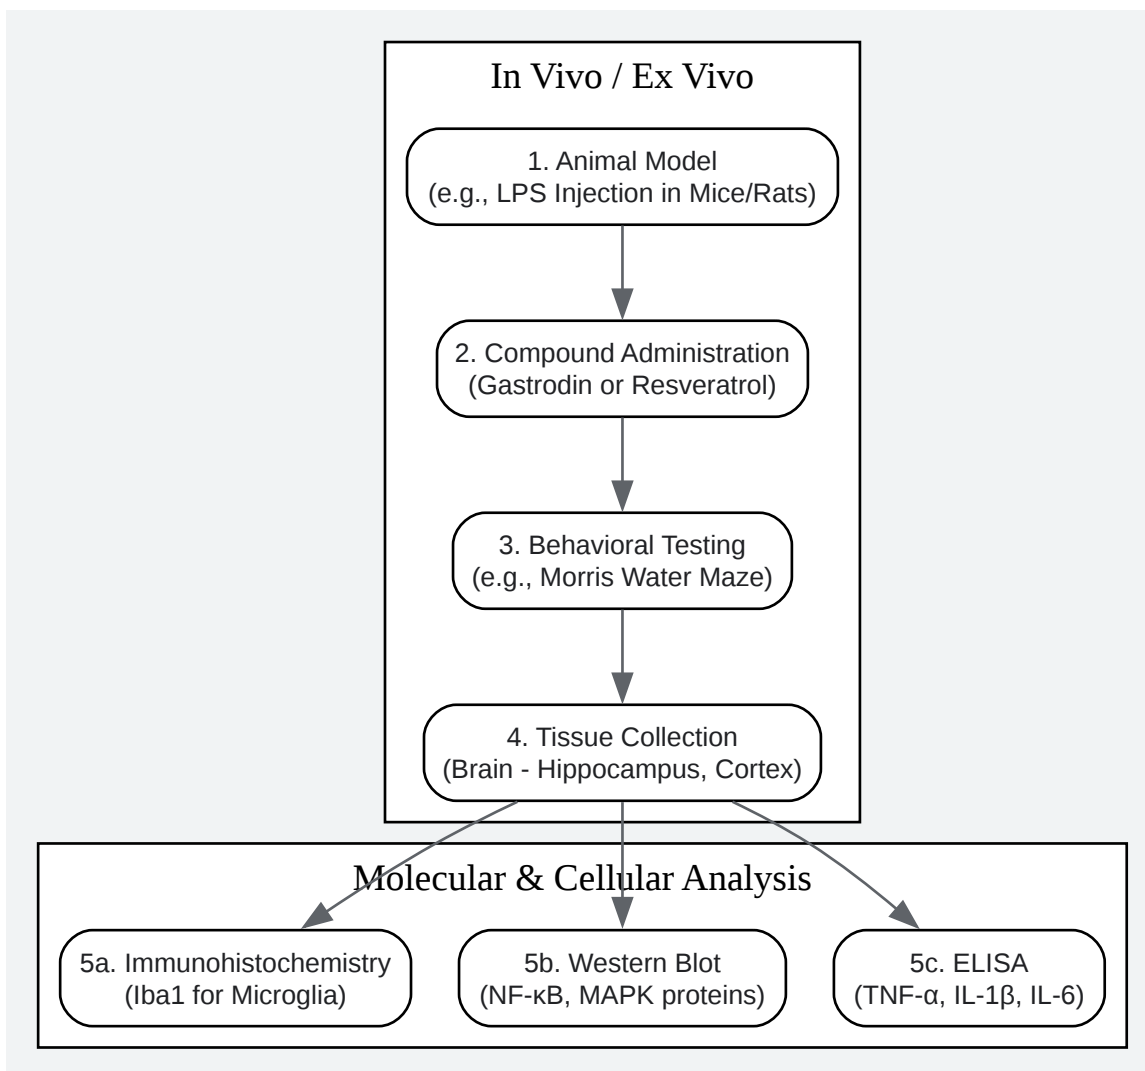 In Vivo / Ex Vivo
1. Animal Model
(e.g., LPS Injection in Mice/Rats)
2. Compound Administration
(Gastrodin or Resveratrol)
3. Behavioral Testing
(e.g., Morris Water Maze)
4. Tissue Collection
(Brain - Hippocampus, Cortex)
Molecular & Cellular Analysis
5a. Immunohistochemistry
(Iba1 for Microglia)
5b. Western Blot
(NF-κB, MAPK proteins)
5c. ELISA
(TNF-α, IL-1β, IL-6)